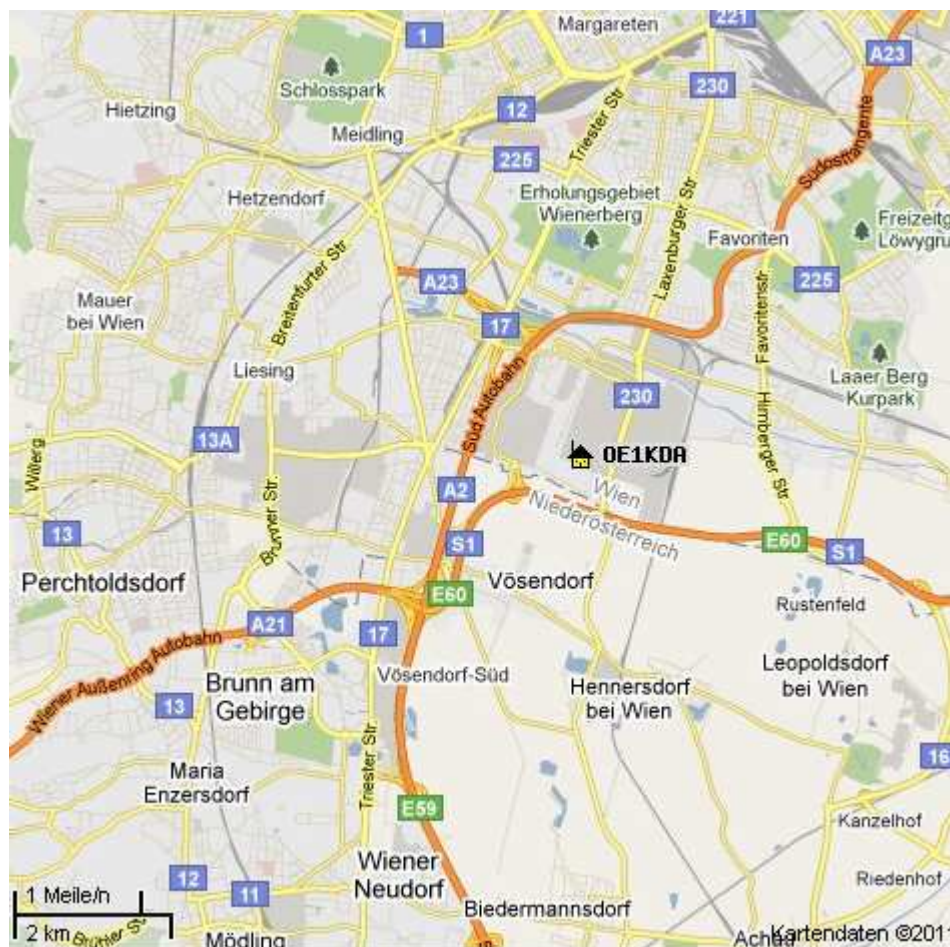 1
Margareten
221
A23
Schlosspark
230
Hietzing
12
Triester Str
Meidling
225
Südosttangente
Hetzendorf
Erholungsgebiet
Wienerberg
Laxenburger Str
Favoriten
Freizeitg
Löwygru
Breitenfurter Str
A23
225
Mauer
bei Wien
17
Favoritenstr
Liesing
Süd Autobahn
230
Laaer Berg
Kurpark
13A
Willerg
OE1KDA
Himberger Str
A2
Wien
Niederösterreich
Brunner Str.
13
S1
E60
S1
Perchtoldsdorf
E60
Vösendorf
Rustenfeld
A21
17
Wiener Außenring Autobahn
Leopoldsdorf
bei Wien
Vösendorf-Süd
Brunn am
Gebirge
Hennersdorf
bei Wien
13
Triester Str
16
Maria
Enzersdorf
E59
Kanzelhof
Wiener
Neudorf
Riedenhof
12
11
1 Meile/n
2 km
Brühler Str
Biedermannsdorf
Mödling
Kartendaten ©201